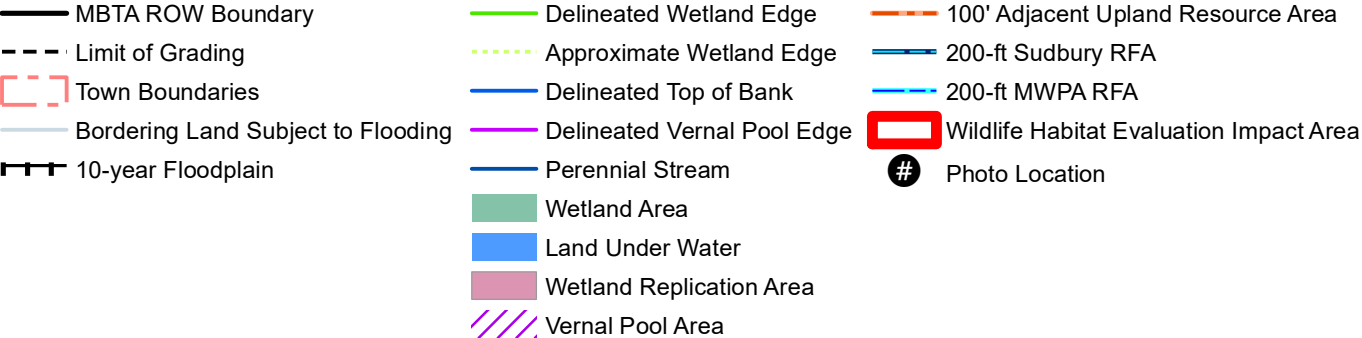 MBTA ROW Boundary
Limit of Grading
Town Boundaries
Bordering Land Subject to Flooding
10-year Floodplain
Delineated Wetland Edge
Approximate Wetland Edge
Delineated Top of Bank
Delineated Vernal Pool Edge
Perennial Stream
Wetland Area
Land Under Water
Wetland Replication Area
Vernal Pool Area
100' Adjacent Upland Resource Area
200-ft Sudbury RFA
200-ft MWPA RFA
Wildlife Habitat Evaluation Impact Area
# Photo Location